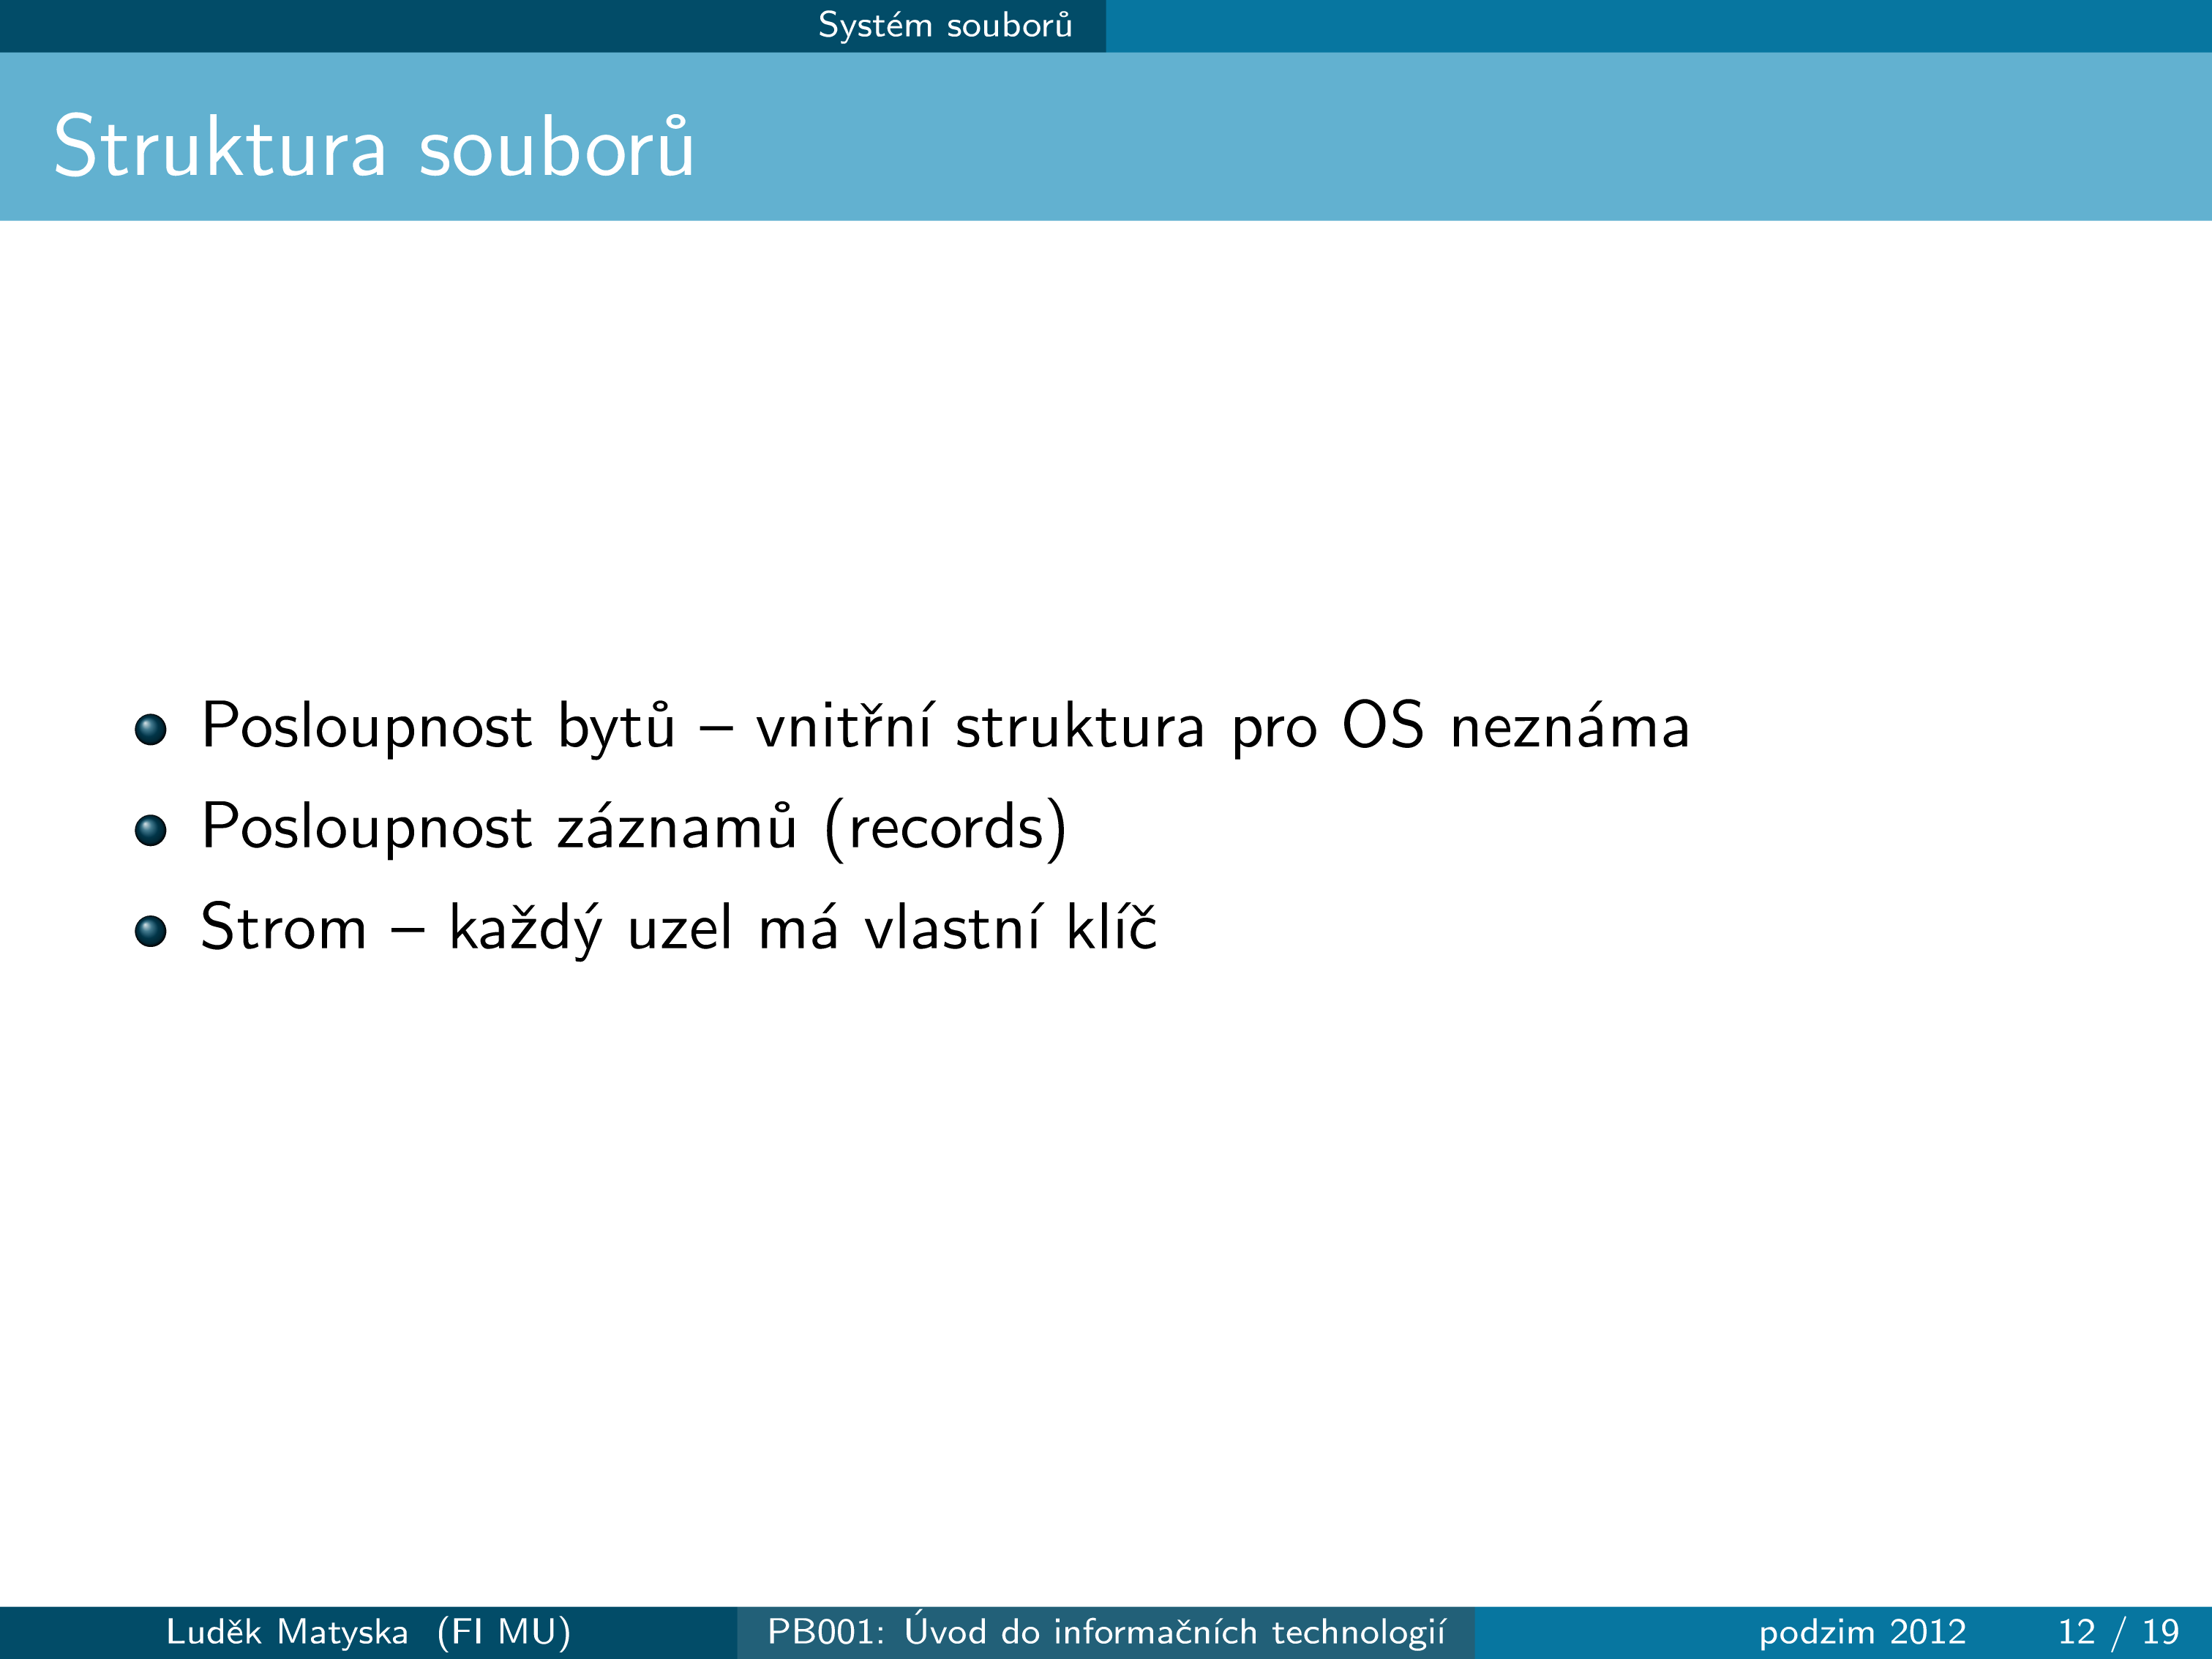 Systém souborů
Struktura souborů
Posloupnost bytů – vnitřní struktura pro OS neznáma
Posloupnost záznamů (records)
Strom – každý uzel má vlastní klíč
Luděk Matyska (FI MU) PB001: Úvod do informačních technologií podzim 2012 12 / 19